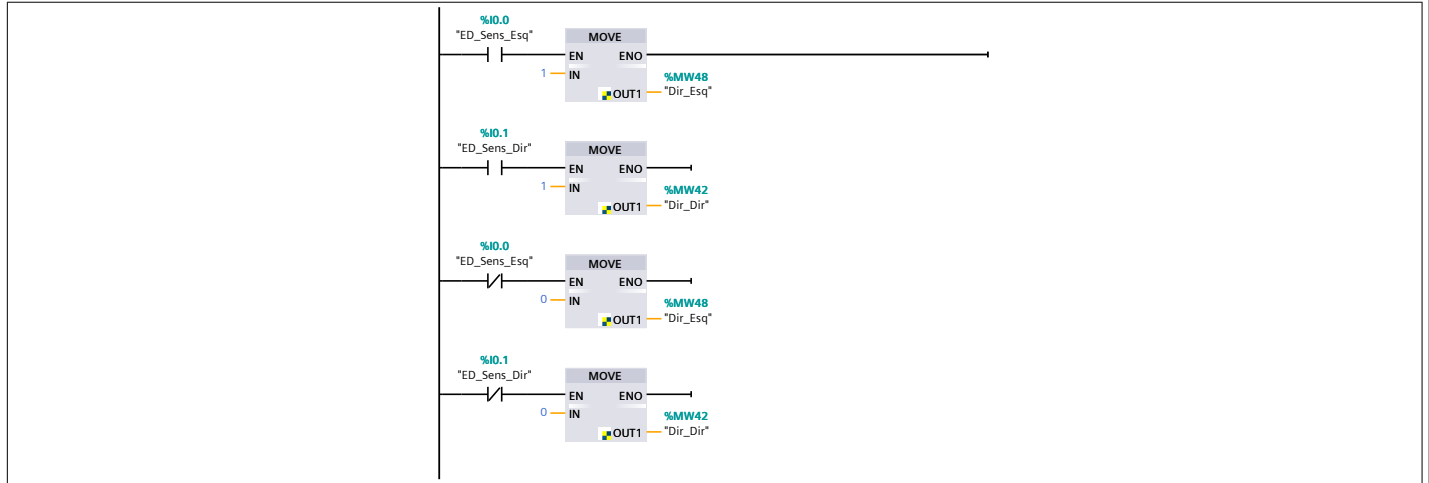 %I0.0
"ED_Sens_Esq"
MOVE
EN ENO
1 IN
%MW48
OUT1 "Dir_Esq"
%I0.1
"ED_Sens_Dir"
MOVE
EN ENO
1 IN
%MW42
OUT1 "Dir_Dir"
%I0.0
"ED_Sens_Esq"
MOVE
EN ENO
0 IN
%MW48
OUT1 "Dir_Esq"
%I0.1
"ED_Sens_Dir"
MOVE
EN ENO
0 IN
%MW42
OUT1 "Dir_Dir"